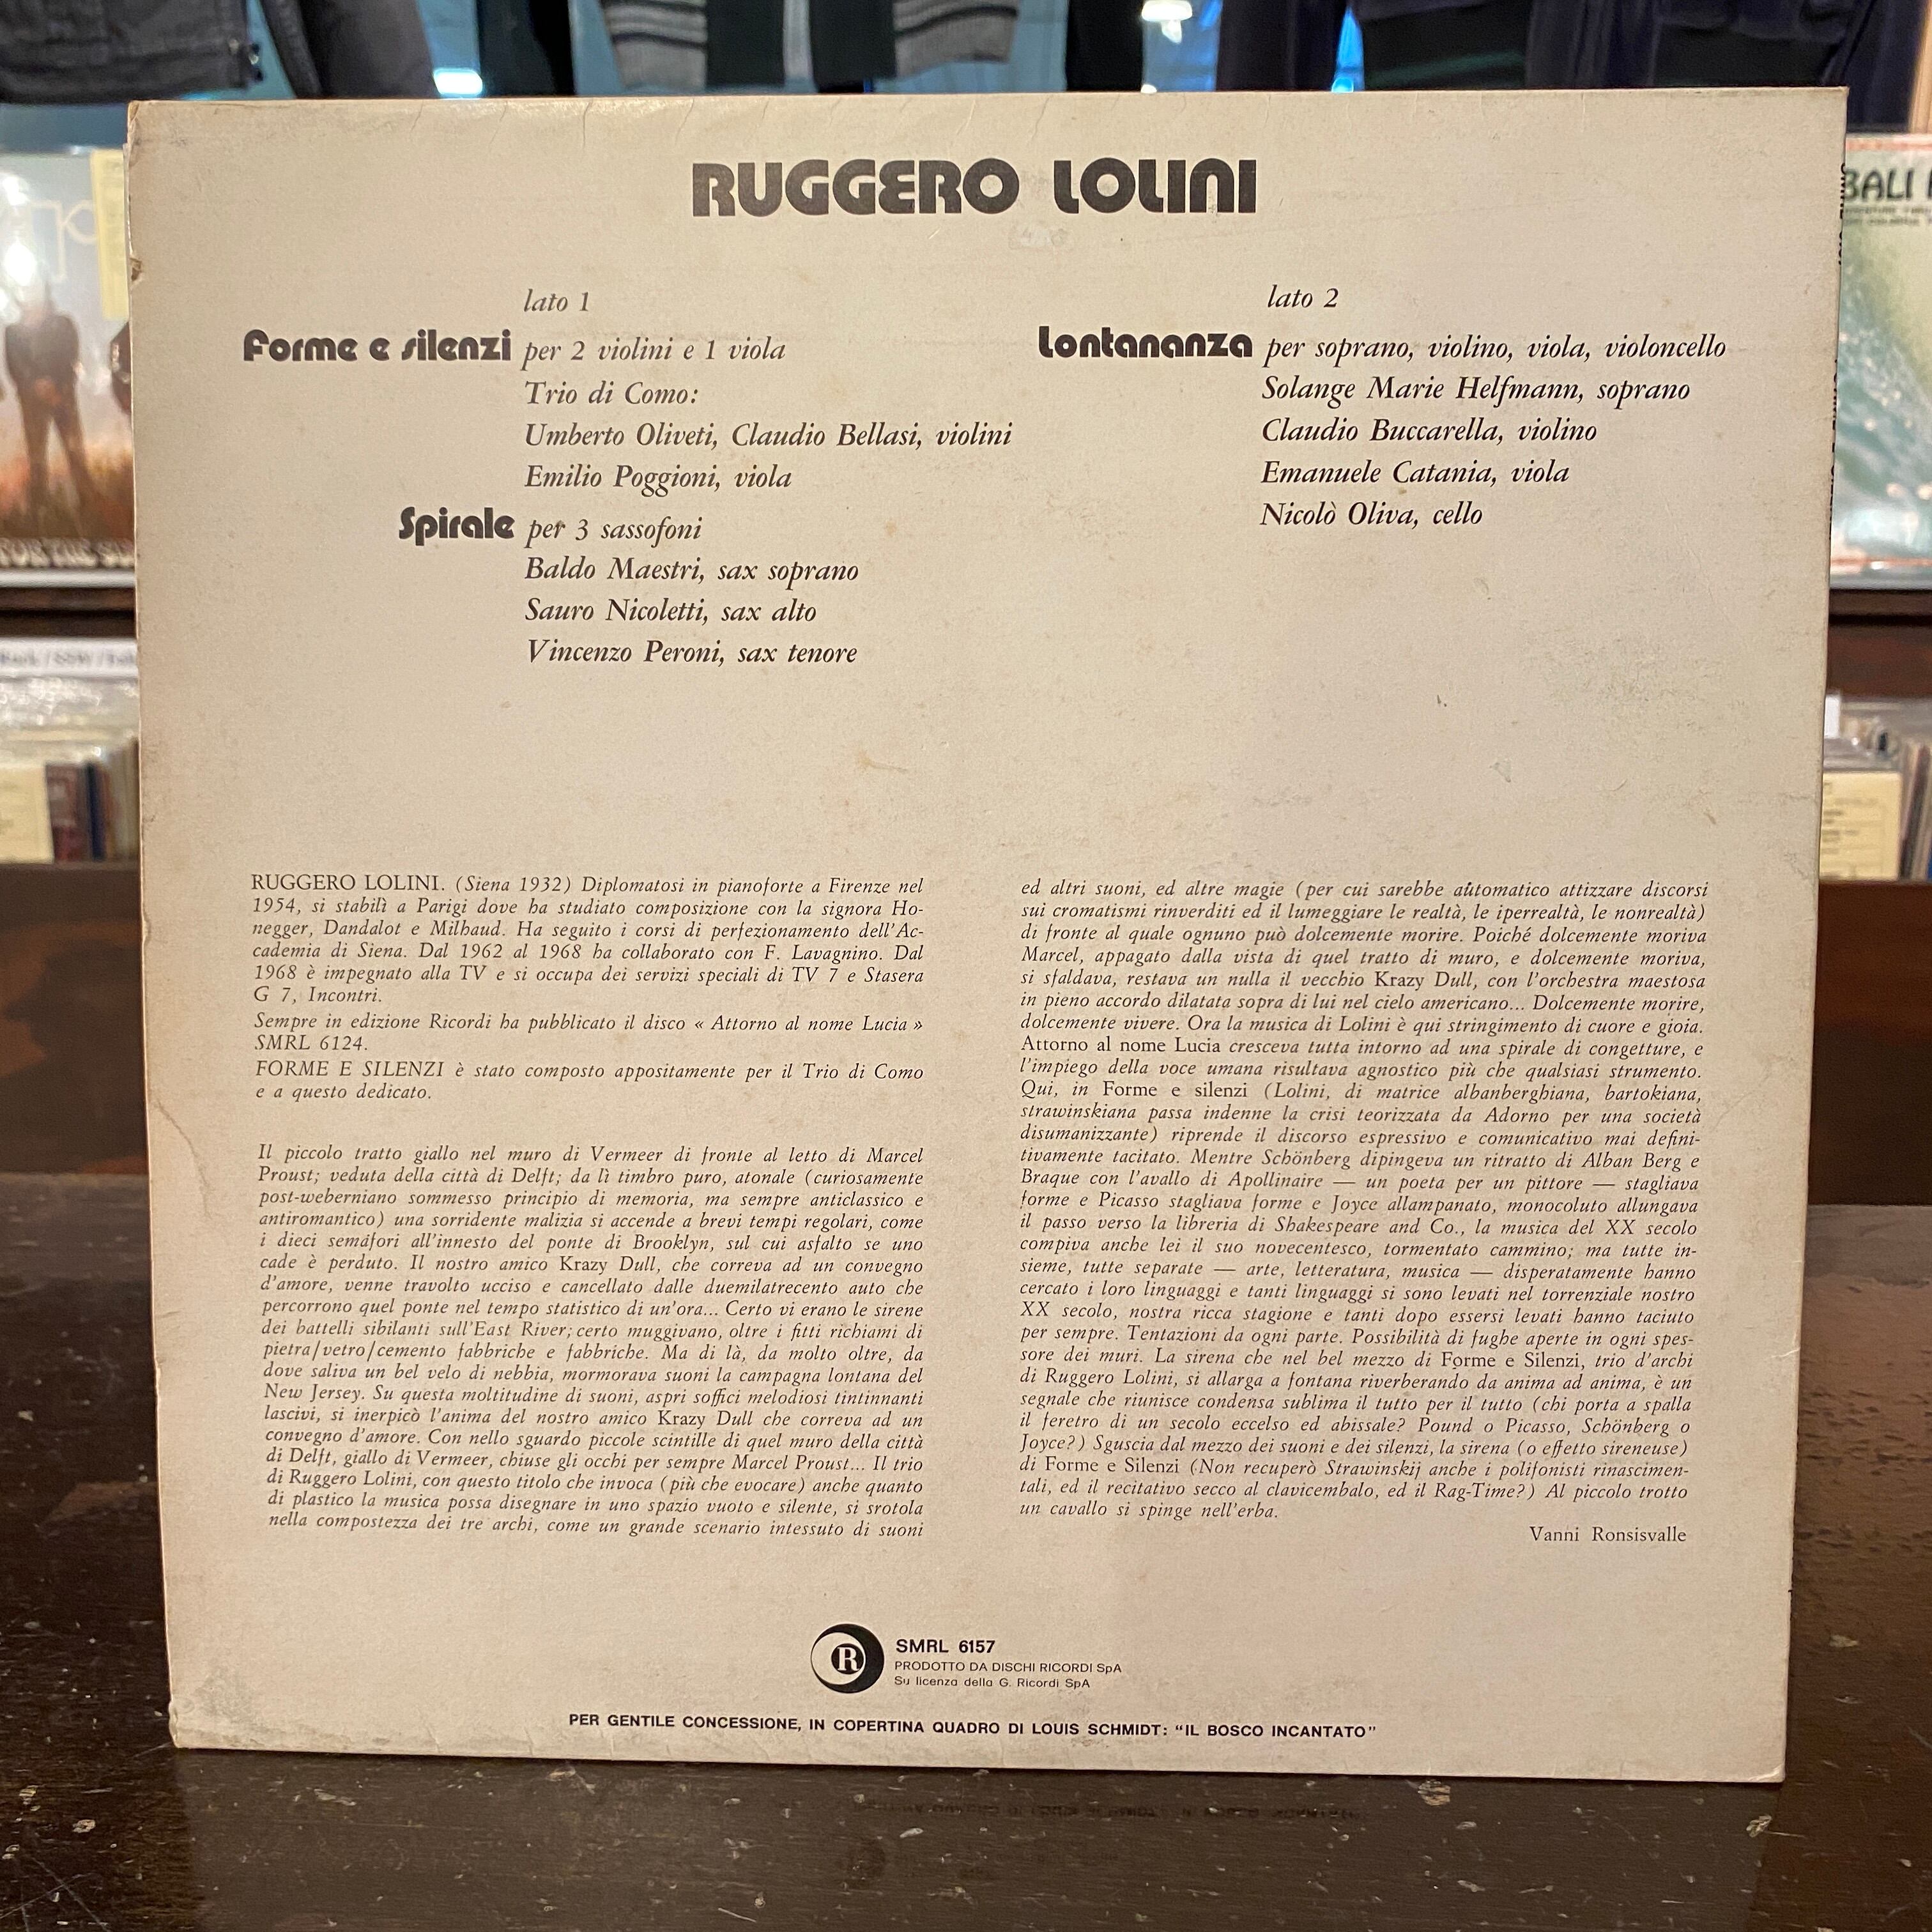 RUGGERO LOLINI
lato 1
Forme e silenzi per 2 violini e 1 viola
Trio di Como:
Umberto Oliveti, Claudio Bellasi, violini
Emilio Poggioni, viola
Spirale per 3 sassofoni
Baldo Maestri, sax soprano
Sauro Nicoletti, sax alto
Vincenzo Peroni, sax tenore
lato 2
Lontananza per soprano, violino, viola, violoncello
Solange Marie Helfmann, soprano
Claudio Buccarella, violino
Emanuele Catania, viola
Nicolò Oliva, cello
RUGGERO LOLINI. (Siena 1932) Diplomatosi in pianoforte a Firenze nel
1954, si stabilì a Parigi dove ha studiato composizione con la signora Ho-
negger, Dandalot e Milhaud. Ha seguito i corsi di perfezionamento dell'Ac-
cademia di Siena. Dal 1962 al 1968 ha collaborato con F. Lavagnino. Dal
1968 è impegnato alla TV e si occupa dei servizi speciali di TV 7 e Stasera
G 7, Incontri.
Sempre in edizione Ricordi ha pubblicato il disco « Attorno al nome Lucia »
SMRL 6124.
FORME E SILENZI è stato composto appositamente per il Trio di Como
e a questo dedicato.
Il piccolo tratto giallo nel muro di Vermeer di fronte al letto di Marcel
Proust; veduta della città di Delft; da lì timbro puro, atonale (curiosamente
post-weberniano sommesso principio di memoria, ma sempre anticlassico e
antiromantico) una sorridente malizia si accende a brevi tempi regolari, come
i dieci semáfori all'innesto del ponte di Brooklyn, sul cui asfalto se uno
cade è perduto. Il nostro amico Krazy Dull, che correva ad un convegno
d'amore, venne travolto ucciso e cancellato dalle duemilatrecento auto che
percorrono quel ponte nel tempo statistico di un'ora... Certo vi erano le sirene
dei battelli sibilanti sull'East River; certo muggivano, oltre i fitti richiami di
pietra/vetro/cemento fabbriche e fabbriche. Ma di là, da molto oltre, da
dove saliva un bel velo di nebbia, mormorava suoni la campagna lontana del
New Jersey. Su questa moltitudine di suoni, aspri soffici melodiosi tintinnanti
lascivi, si inerpicò l'anima del nostro amico Krazy Dull che correva ad un
convegno d'amore. Con nello sguardo piccole scintille di quel muro della città
di Delft, giallo di Vermeer, chiuse gli occhi per sempre Marcel Proust... Il trio
di Ruggero Lolini, con questo titolo che invoca (più che evocare) anche quanto
di plastico la musica possa disegnare in uno spazio vuoto e silente, si srotola
nella compostezza dei tre archi, come un grande scenario intessuto di suoni
ed altri suoni, ed altre magie (per cui sarebbe automatico attizzare discorsi
sui cromatismi rinverditi ed il lumeggiare le realtà, le iperrealtà, le nonrealtà)
di fronte al quale ognuno può dolcemente morire. Poiché dolcemente moriva
Marcel, appagato dalla vista di quel tratto di muro, e dolcemente moriva,
si sfaldava, restava un nulla il vecchio Krazy Dull, con l'orchestra maestosa
in pieno accordo dilatata sopra di lui nel cielo americano... Dolcemente morire,
dolcemente vivere. Ora la musica di Lolini è qui stringimento di cuore e gioia.
Attorno al nome Lucia cresceva tutta intorno ad una spirale di congetture, e
l'impiego della voce umana risultava agnostico più che qualsiasi strumento.
Qui, in Forme e silenzi (Lolini, di matrice albanberghiana, bartokiana,
strawinskiana passa indenne la crisi teorizzata da Adorno per una società
disumanizzante) riprende il discorso espressivo e comunicativo mai defini-
tivamente tacitato. Mentre Schönberg dipingeva un ritratto di Alban Berg e
Braque con l'avallo di Apollinaire — un poeta per un pittore — stagliava
forme e Picasso stagliava forme e Joyce allampanato, monocoluto allungava
il passo verso la libreria di Shakespeare and Co., la musica del XX secolo
compiva anche lei il suo novecentesco, tormentato cammino; ma tutte in-
sieme, tutte separate — arte, letteratura, musica — disperatamente hanno
cercato i loro linguaggi e tanti linguaggi si sono levati nel torrenziale nostro
XX secolo, nostra ricca stagione e tanti dopo essersi levati hanno taciuto
per sempre. Tentazioni da ogni parte. Possibilità di fughe aperte in ogni spes-
sore dei muri. La sirena che nel bel mezzo di Forme e Silenzi, trio d'archi
di Ruggero Lolini, si allarga a fontana riverberando da anima ad anima, è un
segnale che riunisce condensa sublima il tutto per il tutto (chi porta a spalla
il feretro di un secolo eccelso ed abissale? Pound o Picasso, Schönberg o
Joyce?) Sguscia dal mezzo dei suoni e dei silenzi, la sirena (o effetto sireneuse)
di Forme e Silenzi (Non recuperò Strawinskij anche i polifonisti rinascimen-
tali, ed il recitativo secco al clavicembalo, ed il Rag-Time?) Al piccolo trotto
un cavallo si spinge nell'erba.
Vanni Ronsisvalle
R
SMRL 6157
PRODOTTO DA DISCHI RICORDI SpA
Su licenza della G. Ricordi SpA
PER GENTILE CONCESSIONE, IN COPERTINA QUADRO DI LOUIS SCHMIDT: "IL BOSCO INCANTATO"
BALI